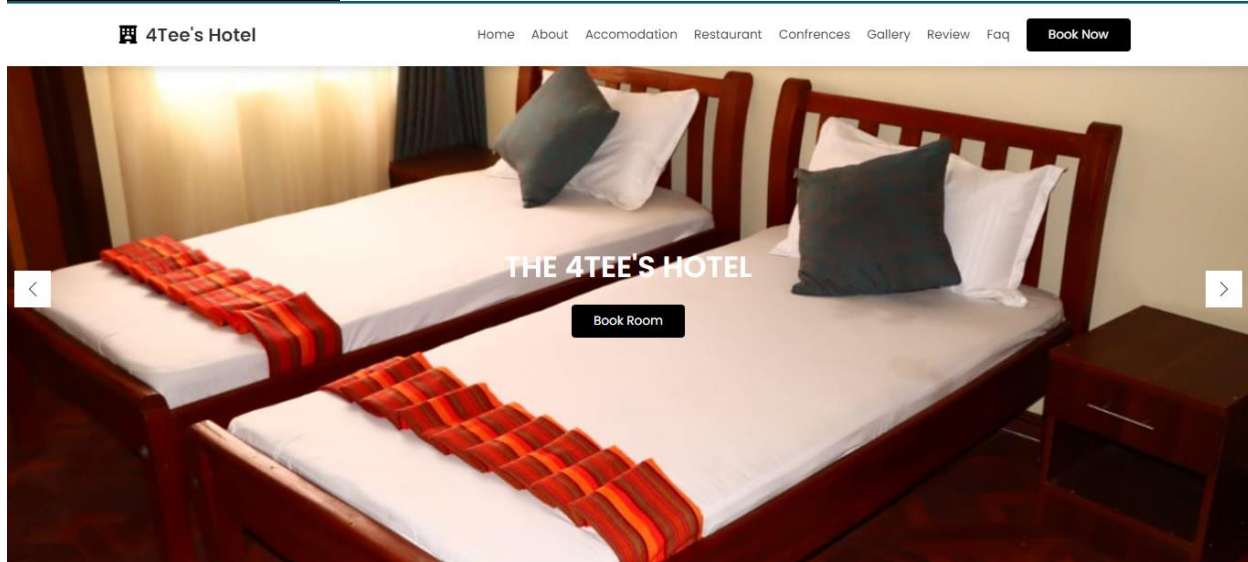 4Tee's Hotel
Home About Accomodation Restaurant Confrences Gallery Review Faq Book Now
THE 4TEE'S HOTEL
Book Room